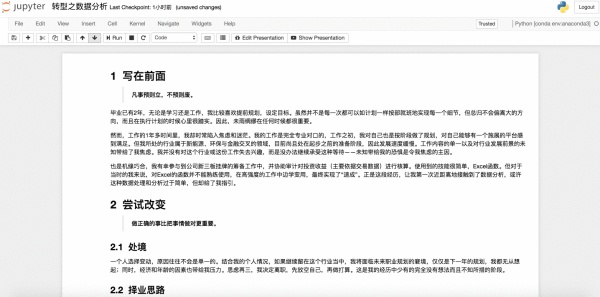 jupyter 转型之数据分析 Last Checkpoint: 1小时前 (unsaved changes)
Logout
File Edit View Insert Cell Kernel Navigate Widgets Help
Trusted
Python [conda env:anaconda3]
Run
Code
Edit Presentation
Show Presentation
1 写在前面
凡事预则立，不预则废。
毕业已有2年，无论是学习还是工作，我比较喜欢提前规划，设定目标。虽然并不是每一次都可以如计划一样按部就班地实现每一个细节，但总归不会偏离大的方
向，而且在执行计划的时候心里很踏实。因此，未雨绸缪在任何时候都很重要。
然而，工作的1年多时间里，我却时常陷入焦虑和迷茫。我的工作是完全专业对口的，工作之初，我对自己也是按阶段做了规划，对自己能够有一个施展的平台感
到满足。但我所处的行业属于新能源、环保与金融交叉的领域，目前尚且处在起步之前的准备阶段，因此发展速度缓慢。工作内容的单一以及对行业发展前景的未
知带给了我焦虑。我并没有对这个行业或这份工作失去兴趣，而是没办法继续承受这种等待——未知带给我的恐惧是令我焦虑的主因。
也是机缘巧合，我有幸参与到公司新三板挂牌的筹备工作中，并协助审计对投资收益（主要依据交易数据）进行核算。使用到的技能很简单，Excel函数。但对于
当时的我来说，对Excel的函数并不能熟练使用，在高强度的工作中边学变用，最终实现了“速成”。正是这段经历，让我第一次近距离地接触到了数据分析，或许
这种数据处理和分析过于简单，但却给了我指引。
2 尝试改变
做正确的事比把事情做对更重要。
2.1 处境
一个人选择变动，原因往往不会是单一的。结合我的个人情况，如果继续留在这个行业当中，我将面临未来职业规划的窘境，仅仅是下一年的规划，我都无从想
起；同时，经济和年龄的因素也带给我压力。思虑再三，我决定离职，先放空自己，再做打算。这是我的经历中少有的完全没有想法而且不知所措的阶段。
2.2 择业思路